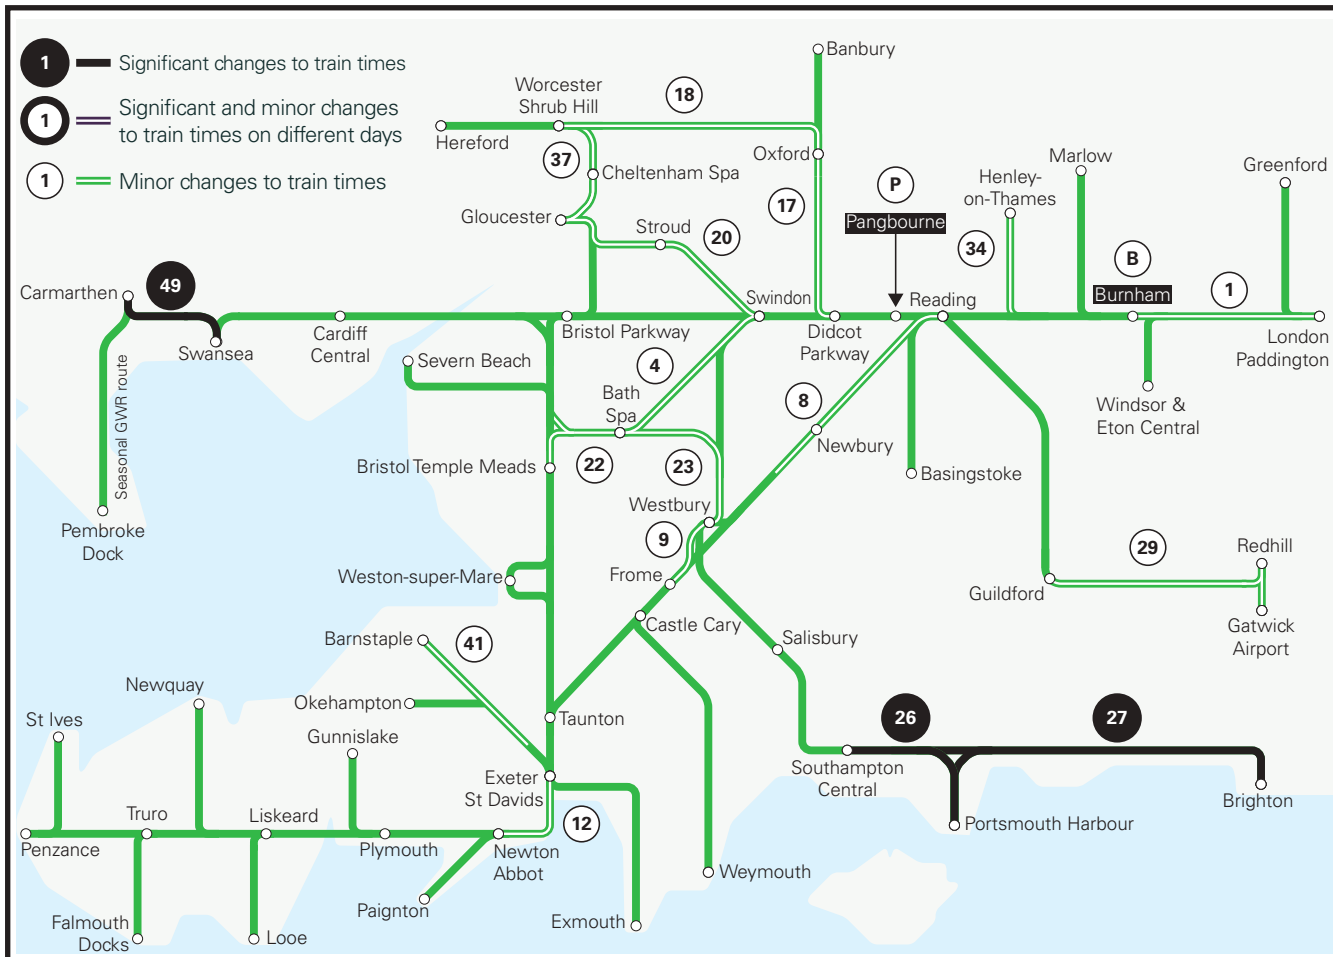 1
Significant changes to train times
1
Significant and minor changes
to train times on different days
1
Minor changes to train times
Banbury
Worcester
Shrub Hill
18
Hereford
Oxford
37
Cheltenham Spa
Marlow
Greenford
Henley-
on-Thames
P
17
Pangbourne
Gloucester
Stroud
20
34
B
49
Carmarthen
Burnham
1
Swindon
Reading
Swansea
Cardiff
Central
Bristol Parkway
Didcot
Parkway
London
Paddington
Seasonal GWR route
Severn Beach
4
Bath
Spa
8
Windsor &
Eton Central
Newbury
Bristol Temple Meads
22
23
Basingstoke
Westbury
Pembroke
Dock
9
29
Redhill
Weston-super-Mare
Frome
Guildford
Castle Cary
Gatwick
Airport
Salisbury
Barnstaple
41
Newquay
Okehampton
St Ives
Gunnislake
Taunton
26
27
Exeter
St Davids
Southampton
Central
Brighton
Truro
Liskeard
12
Portsmouth Harbour
Penzance
Plymouth
Newton
Abbot
Weymouth
Paignton
Exmouth
Falmouth
Docks
Looe